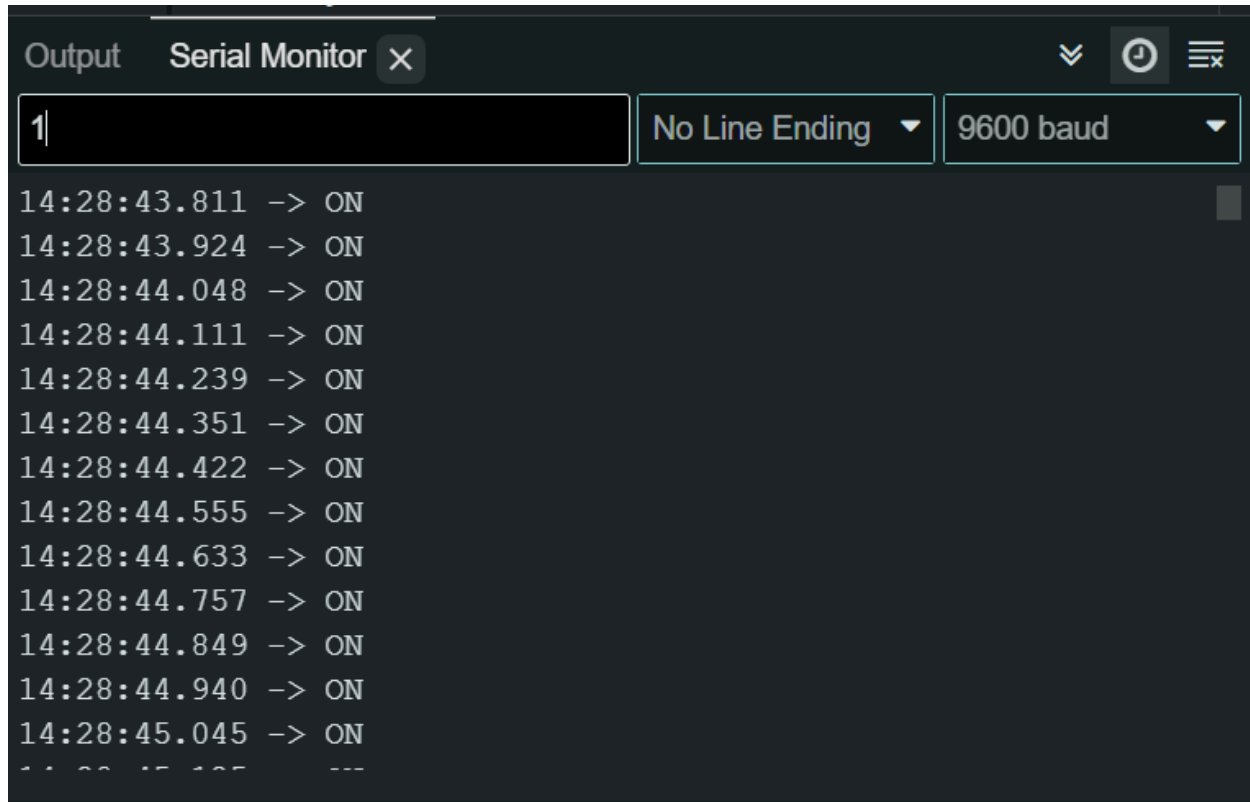 Output Serial Monitor
1 No Line Ending 9600 baud
14:28:43.811 -> ON
14:28:43.924 -> ON
14:28:44.048 -> ON
14:28:44.111 -> ON
14:28:44.239 -> ON
14:28:44.351 -> ON
14:28:44.422 -> ON
14:28:44.555 -> ON
14:28:44.633 -> ON
14:28:44.757 -> ON
14:28:44.849 -> ON
14:28:44.940 -> ON
14:28:45.045 -> ON